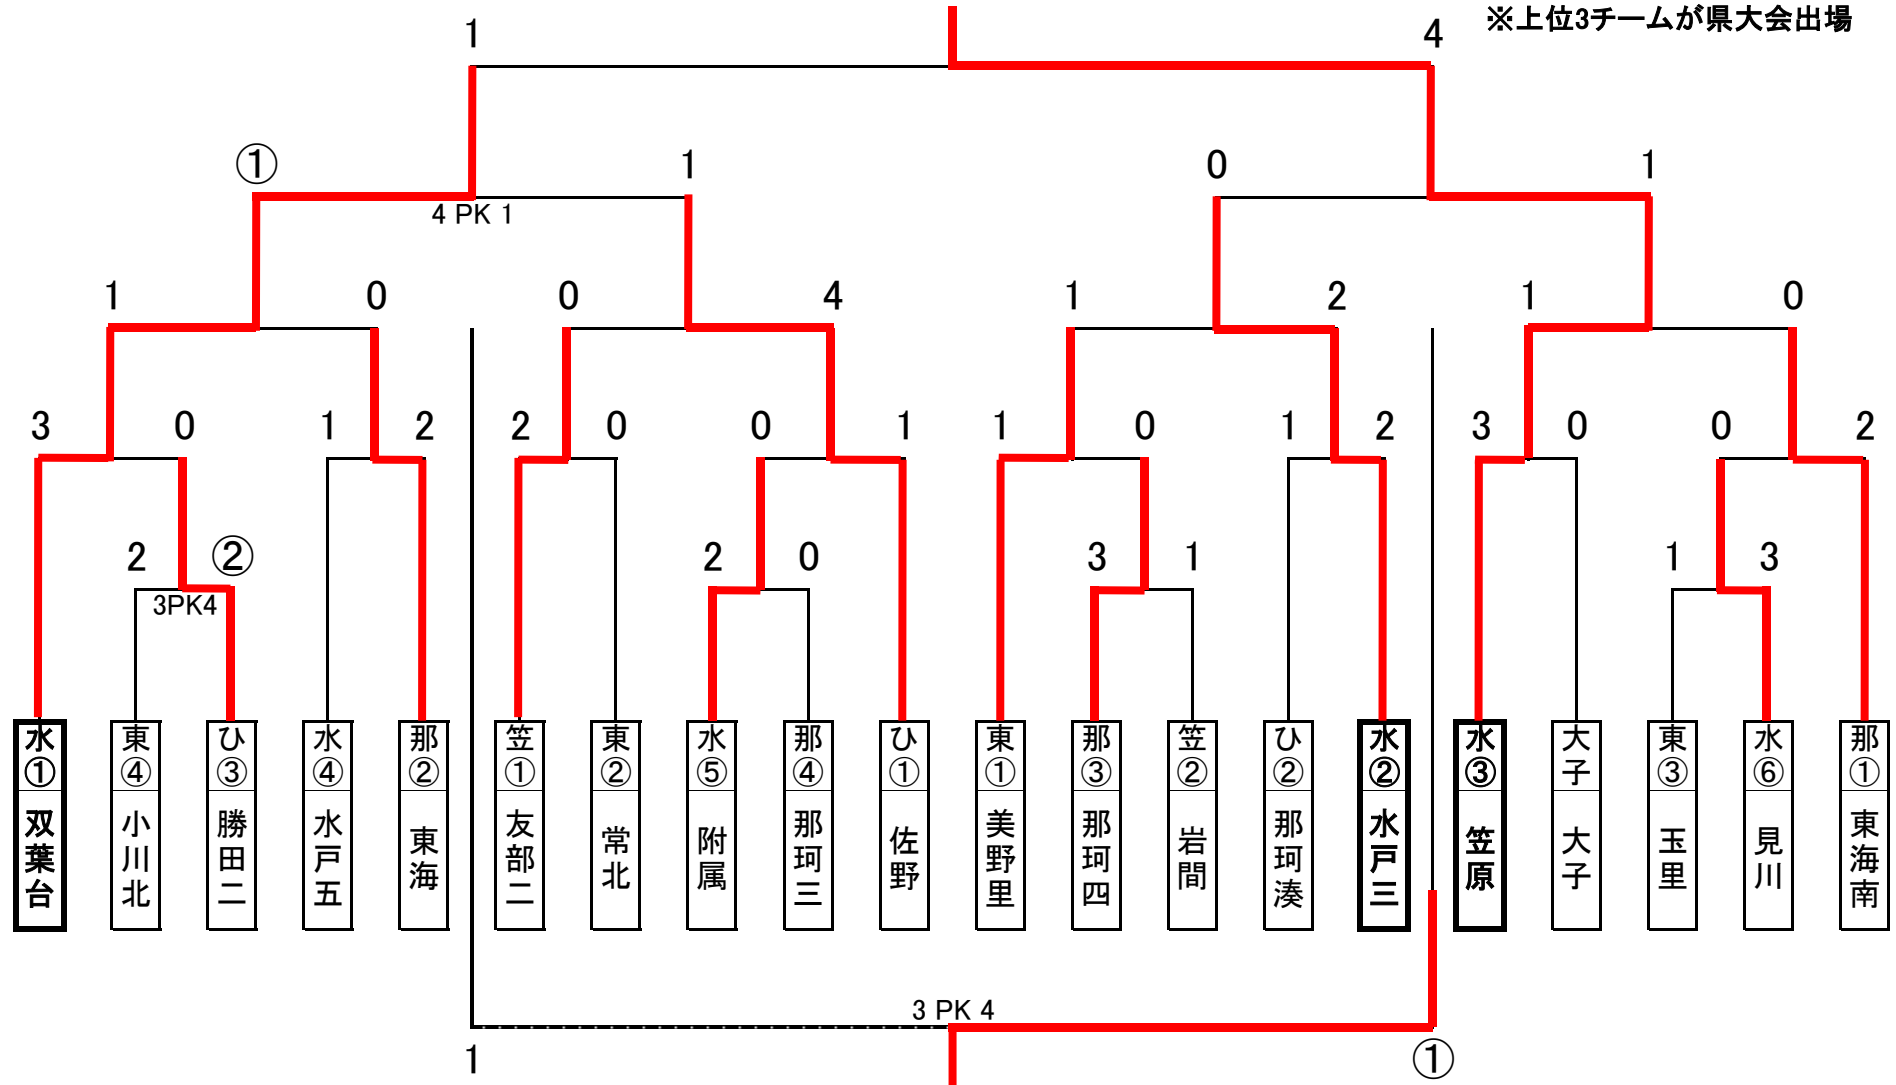 ※上位3チームが県大会出場
1 4
① 1 0 1
4 PK 1
1 0 0 4 1 2 1 0
3 0 1 2 2 0 0 1 1 0 1 2 3 0 0 2
2 ② 2 0 3 1 1 3
3PK4
水① 双葉台
東④ 小川北
ひ③ 勝田二
水④ 水戸五
那② 東海
笠① 友部二
東② 常北
水⑤ 附属
那④ 那珂三
ひ① 佐野
東① 美野里
那③ 那珂四
笠② 岩間
ひ② 那珂湊
水② 水戸三
水③ 笠原
大子 大子
東③ 玉里
水⑥ 見川
那① 東海南
3 PK 4
1 ①